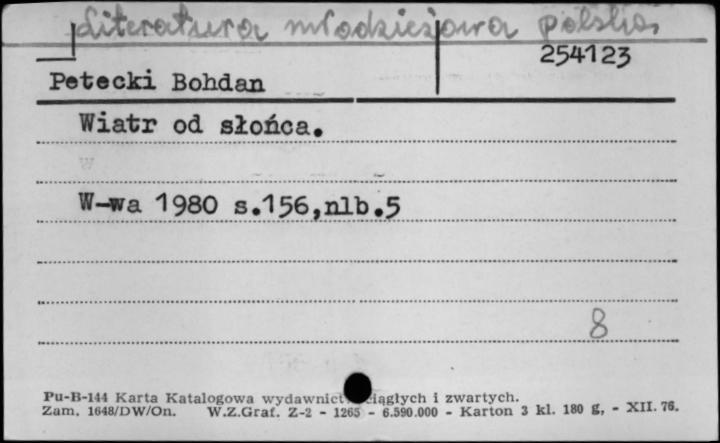 Literatura młodzieżowa polska
254123
Petecki Bohdan
Wiatr od słońca.
W-wa 1980 s.156,nlb.5
8
Pu-B-144 Karta Katalogowa wydawnict ciągłych i zwartych.
Zam. 1648/DW/On. W.Z.Graf. Z-2 - 1265 - 6.590.000 - Karton 3 kl. 180 g, - XII. 76.